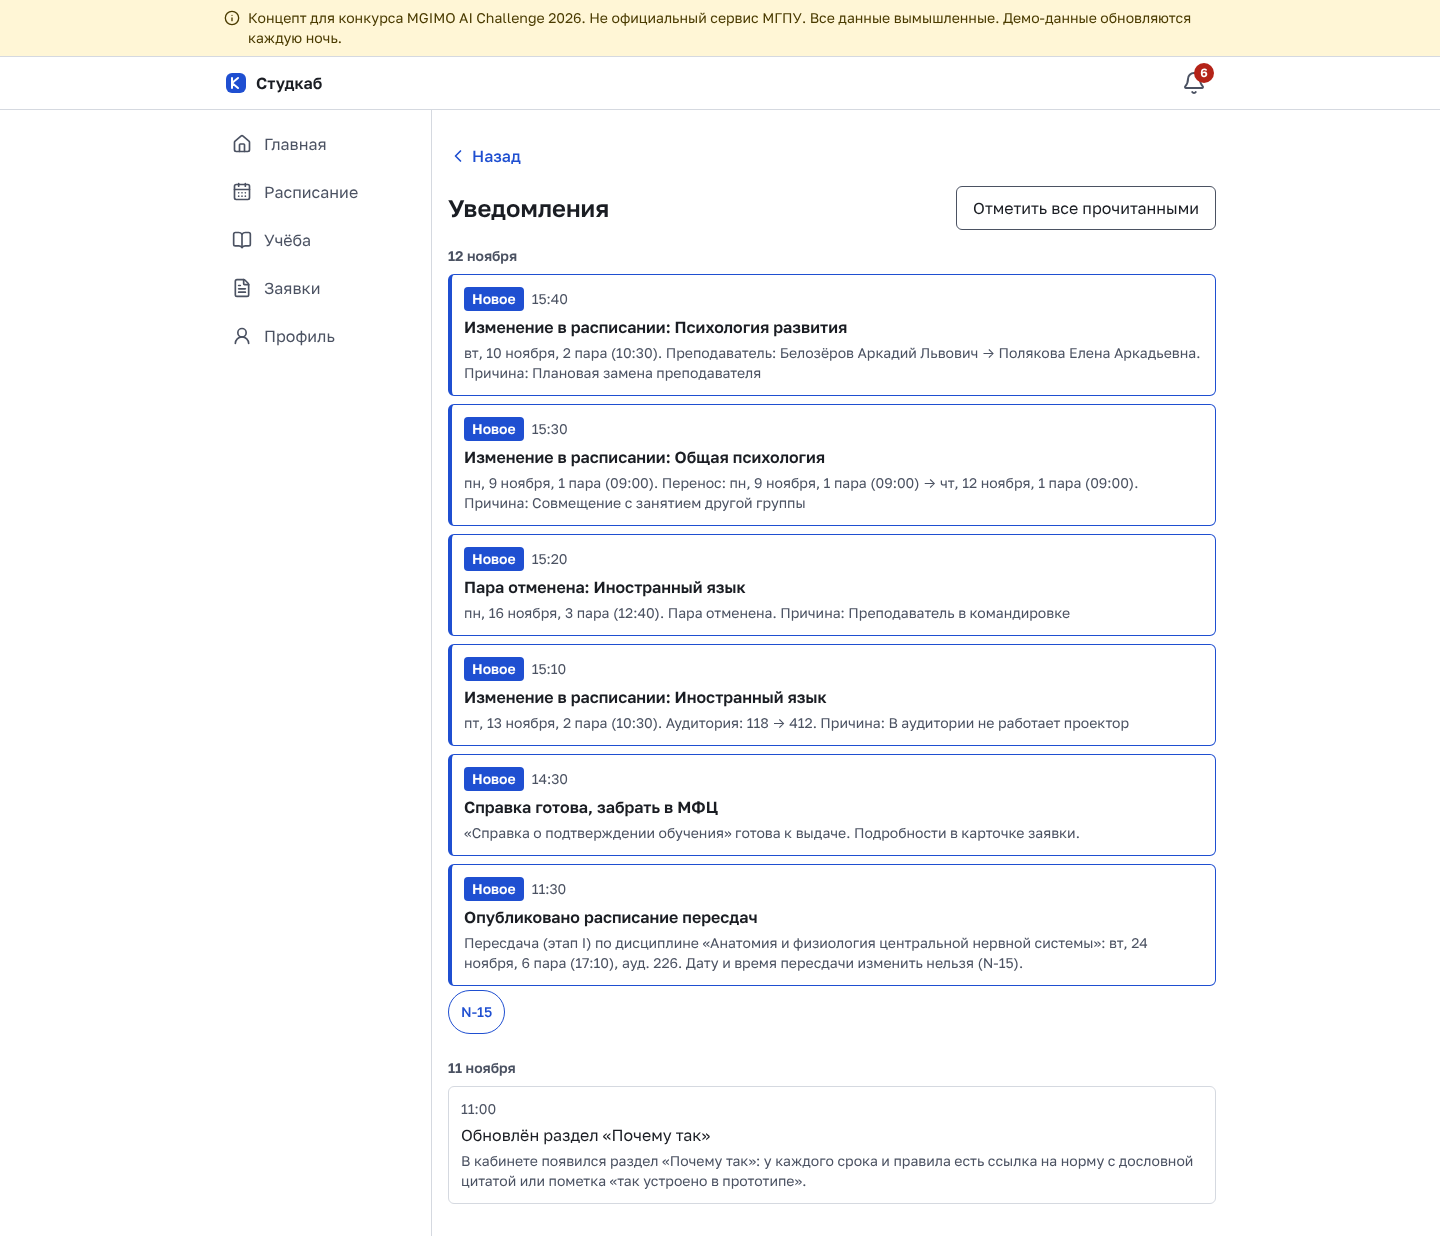 Концепт для конкурса MGIMO AI Challenge 2026. Не официальный сервис МГПУ. Все данные вымышленные. Демо-данные обновляются
каждую ночь.
Студкаб
6
Главная
Расписание
Учёба
Заявки
Профиль
Назад
Уведомления
Отметить все прочитанными
12 ноября
Новое 15:40
Изменение в расписании: Психология развития
вт, 10 ноября, 2 пара (10:30). Преподаватель: Белозёров Аркадий Львович → Полякова Елена Аркадьевна.
Причина: Плановая замена преподавателя
Новое 15:30
Изменение в расписании: Общая психология
пн, 9 ноября, 1 пара (09:00). Перенос: пн, 9 ноября, 1 пара (09:00) → чт, 12 ноября, 1 пара (09:00).
Причина: Совмещение с занятием другой группы
Новое 15:20
Пара отменена: Иностранный язык
пн, 16 ноября, 3 пара (12:40). Пара отменена. Причина: Преподаватель в командировке
Новое 15:10
Изменение в расписании: Иностранный язык
пт, 13 ноября, 2 пара (10:30). Аудитория: 118 → 412. Причина: В аудитории не работает проектор
Новое 14:30
Справка готова, забрать в МФЦ
«Справка о подтверждении обучения» готова к выдаче. Подробности в карточке заявки.
Новое 11:30
Опубликовано расписание пересдач
Пересдача (этап I) по дисциплине «Анатомия и физиология центральной нервной системы»: вт, 24
ноября, 6 пара (17:10), ауд. 226. Дату и время пересдачи изменить нельзя (N-15).
N-15
11 ноября
11:00
Обновлён раздел «Почему так»
В кабинете появился раздел «Почему так»: у каждого срока и правила есть ссылка на норму с дословной
цитатой или пометка «так устроено в прототипе».